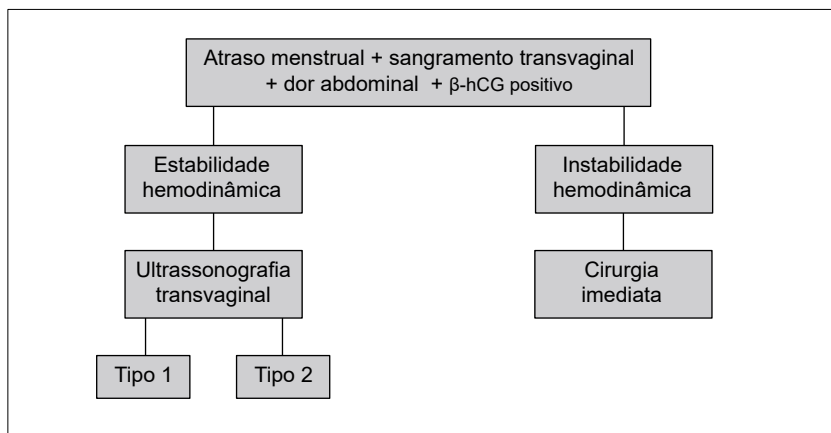 Atraso menstrual + sangramento transvaginal
+ dor abdominal + β-hCG positivo
Estabilidade
hemodinâmica
Instabilidade
hemodinâmica
Ultrassonografia
transvaginal
Cirurgia
imediata
Tipo 1
Tipo 2